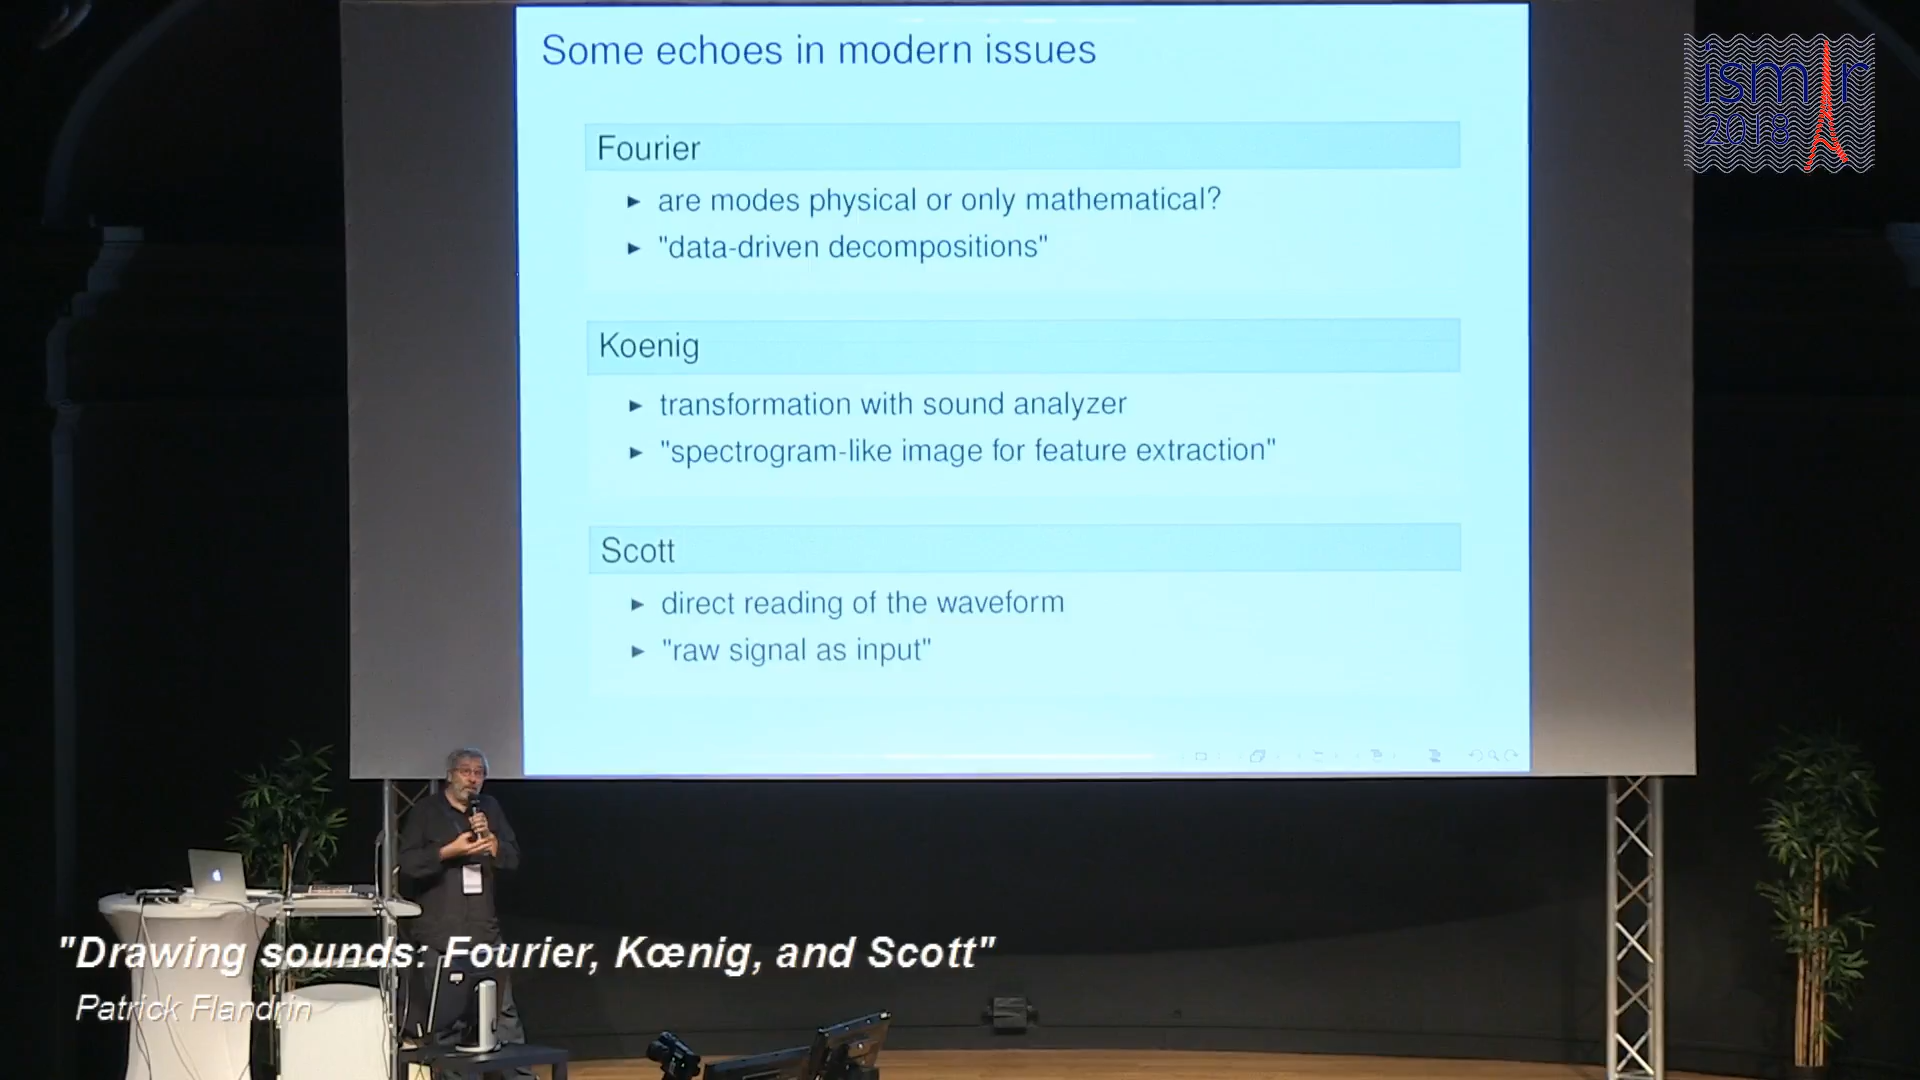 Some echoes in modern issues
ismir
2018
Fourier
► are modes physical or only mathematical?
► "data-driven decompositions"
Koenig
► transformation with sound analyzer
► "spectrogram-like image for feature extraction"
Scott
► direct reading of the waveform
► "raw signal as input"
"Drawing sounds: Fourier, Kœnig, and Scott"
Patrick Flandrin